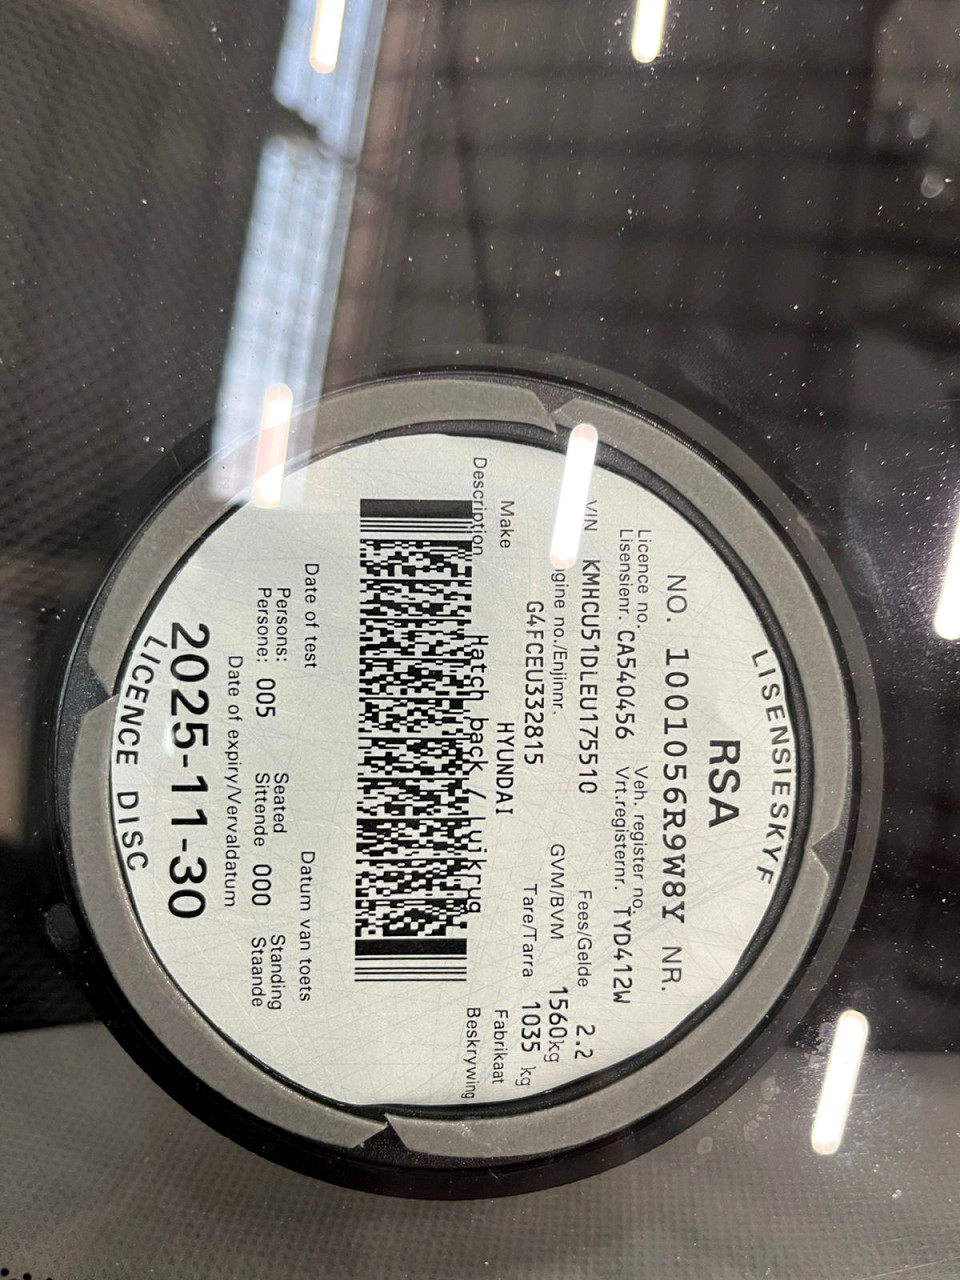 LISENSIESKYF
RSA
NO. 1001056R9W8Y NR.
Licence no. Veh. register no.
Lisensienr. CA540456 Vrt.registernr. TYD412W
VIN KMHCU51DLEU175510 Fees/Gelde 2.2
no./Enjinnr. GVM/BVM 1560kg
G4FCEU332815 Tare/Tarra 1035 kg
Make HYUNDAI Fabrikaat
Description Hatch back / Luikrug Beskrywing
Date of test Datum van toets
Persons: Seated Standing
Persone: 005 Sittende 000 Staande
Date of expiry/Vervaldatum
2025-11-30
LICENCE DISC